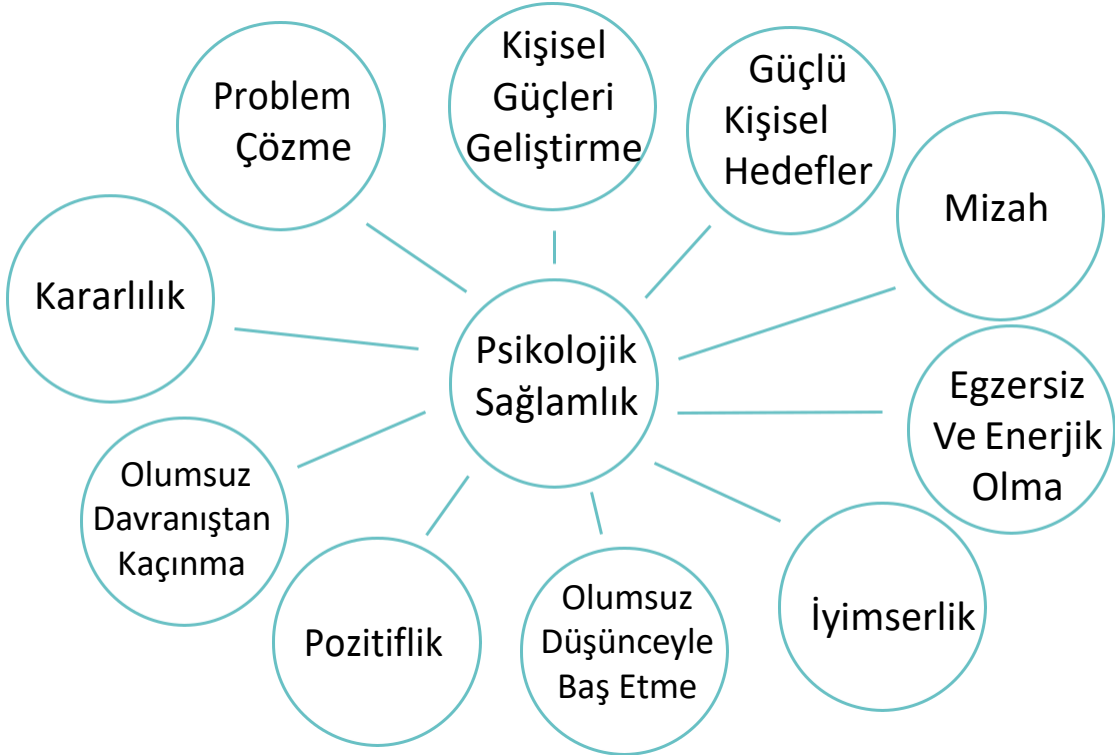 Kişisel
Güçleri
Geliştirme
Güçlü
Kişisel
Hedefler
Mizah
Egzersiz
Ve Enerjik
Olma
İyimserlik
Olumsuz
Düşünceyle
Baş Etme
Pozitiflik
Olumsuz
Davranıştan
Kaçınma
Kararlılık
Problem
Çözme
Psikolojik
Sağlamlık